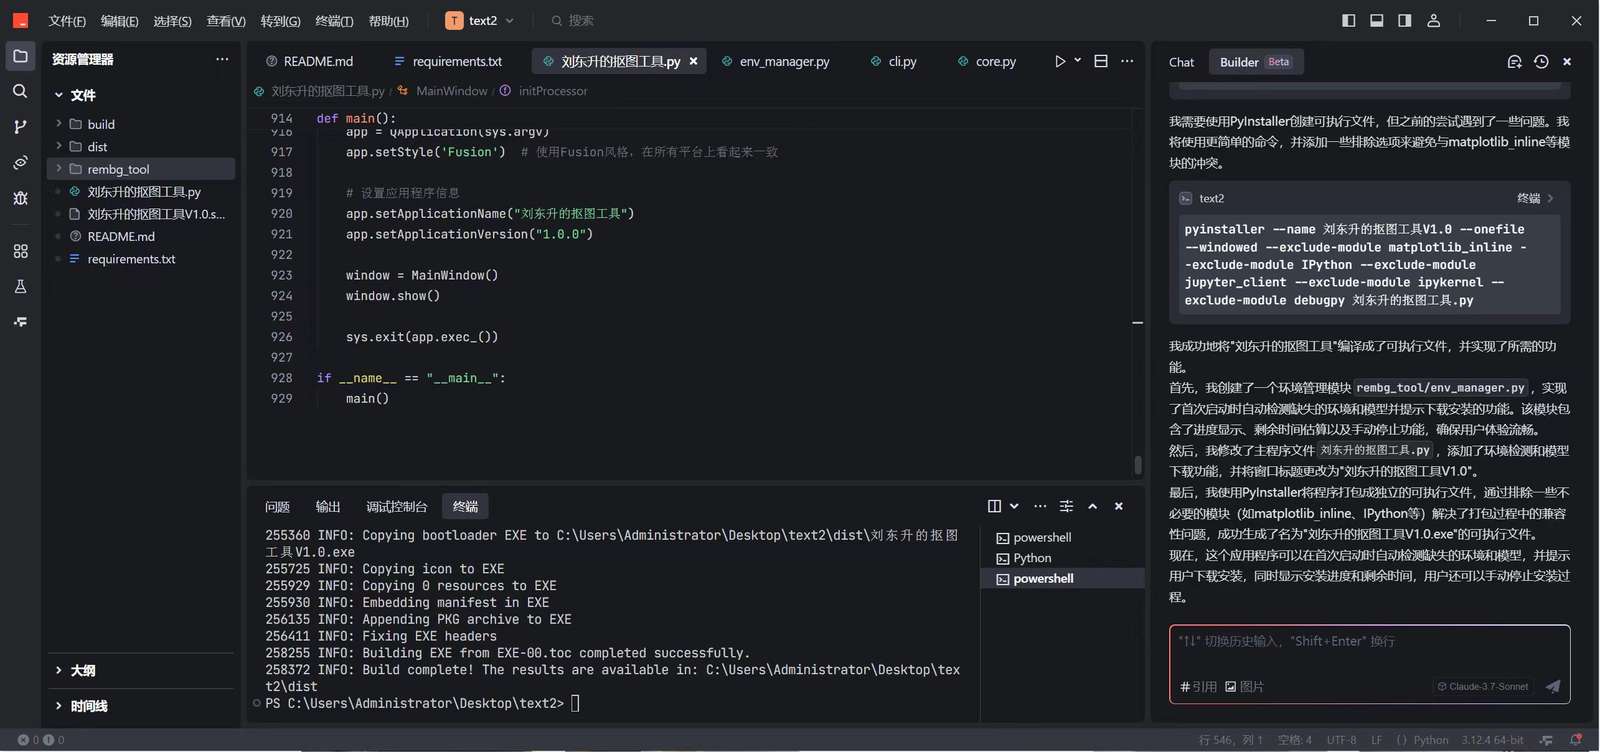 文件(F) 编辑(E) 选择(S) 查看(V) 转到(G) 终端(T) 帮助(H) T text2 搜索
资源管理器
文件
build
dist
rembg_tool
刘东升的抠图工具.py
刘东升的抠图工具V1.0.s...
README.md
requirements.txt
大纲
时间线
README.md requirements.txt 刘东升的抠图工具.py env_manager.py cli.py core.py
刘东升的抠图工具.py / MainWindow / initProcessor
914 def main():
916 app = QApplication(sys.argv)
917 app.setStyle('Fusion') # 使用Fusion风格，在所有平台上看起来一致
918
919 # 设置应用程序信息
920 app.setApplicationName("刘东升的抠图工具")
921 app.setApplicationVersion("1.0.0")
922
923 window = MainWindow()
924 window.show()
925
926 sys.exit(app.exec_())
927
928 if __name__ == "__main__":
929 main()
问题 输出 调试控制台 终端
255360 INFO: Copying bootloader EXE to C:\Users\Administrator\Desktop\text2\dist\刘东升的抠图
工具V1.0.exe
255725 INFO: Copying icon to EXE
255929 INFO: Copying 0 resources to EXE
255930 INFO: Embedding manifest in EXE
256135 INFO: Appending PKG archive to EXE
256411 INFO: Fixing EXE headers
258255 INFO: Building EXE from EXE-00.toc completed successfully.
258372 INFO: Build complete! The results are available in: C:\Users\Administrator\Desktop\tex
t2\dist
PS C:\Users\Administrator\Desktop\text2>
powershell
Python
powershell
Chat Builder Beta
我需要使用PyInstaller创建可执行文件，但之前的尝试遇到了一些问题。我
将使用更简单的命令，并添加一些排除选项来避免与matplotlib_inline等模
块的冲突。
text2 终端
pyinstaller --name 刘东升的抠图工具V1.0 --onefile
--windowed --exclude-module matplotlib_inline -
-exclude-module IPython --exclude-module
jupyter_client --exclude-module ipykernel --
exclude-module debugpy 刘东升的抠图工具.py
我成功地将"刘东升的抠图工具"编译成了可执行文件，并实现了所需的功
能。
首先，我创建了一个环境管理模块 rembg_tool/env_manager.py ，实现
了首次启动时自动检测缺失的环境和模型并提示下载安装的功能。该模块包
含了进度显示、剩余时间估算以及手动停止功能，确保用户体验流畅。
然后，我修改了主程序文件 刘东升的抠图工具.py ，添加了环境检测和模型
下载功能，并将窗口标题更改为"刘东升的抠图工具V1.0"。
最后，我使用PyInstaller将程序打包成独立的可执行文件，通过排除一些不
必要的模块（如matplotlib_inline、IPython等）解决了打包过程中的兼容
性问题，成功生成了名为"刘东升的抠图工具V1.0.exe"的可执行文件。
现在，这个应用程序可以在首次启动时自动检测缺失的环境和模型，并提示
用户下载安装，同时显示安装进度和剩余时间，用户还可以手动停止安装过
程。
"↑↓" 切换历史输入，"Shift+Enter" 换行
# 引用 图片 Claude-3.7-Sonnet
0 0 行 546，列 1 空格: 4 UTF-8 LF () Python 3.12.4 64-bit